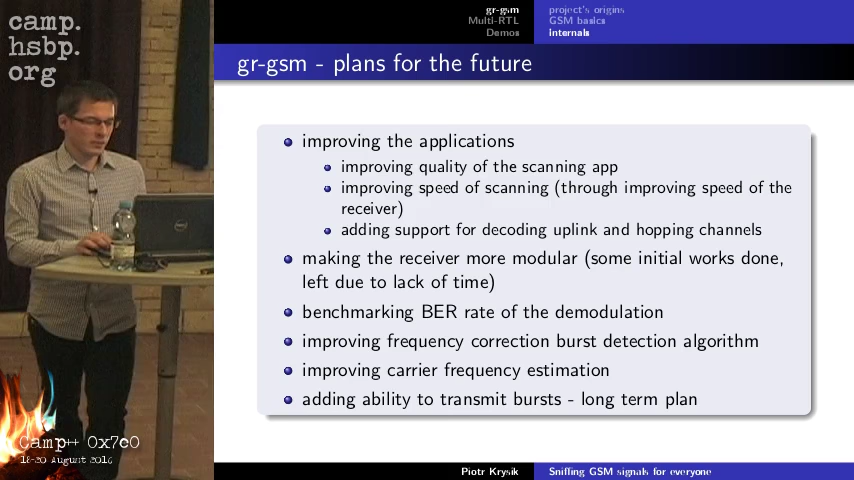 camp.
hsbp.
org
gr-gsm
Multi-RTL
Demos
project's origins
GSM basics
internals
gr-gsm - plans for the future
improving the applications
improving quality of the scanning app
improving speed of scanning (through improving speed of the
receiver)
adding support for decoding uplink and hopping channels
making the receiver more modular (some initial works done,
left due to lack of time)
benchmarking BER rate of the demodulation
improving frequency correction burst detection algorithm
improving carrier frequency estimation
adding ability to transmit bursts - long term plan
Camp++ 0x7e0
18-20 August 2016
Piotr Krysik
Sniffing GSM signals for everyone